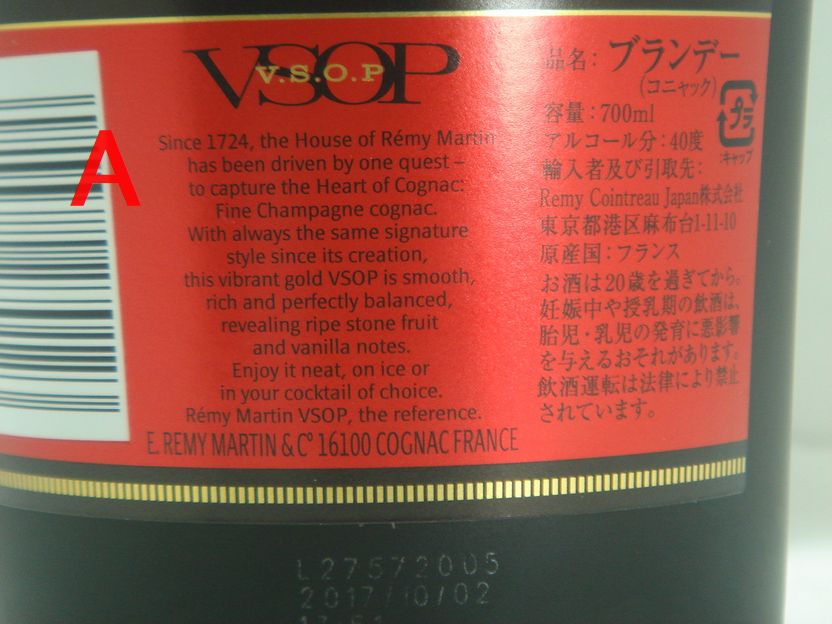 A
VSOP
V.S.O.P
Since 1724, the House of Rémy Martin
has been driven by one quest –
to capture the Heart of Cognac:
Fine Champagne cognac.
With always the same signature
style since its creation,
this vibrant gold VSOP is smooth,
rich and perfectly balanced,
revealing ripe stone fruit
and vanilla notes.
Enjoy it neat, on ice or
in your cocktail of choice.
Rémy Martin VSOP, the reference.
E. REMY MARTIN & Cº 16100 COGNAC FRANCE
品名：ブランデー
（コニャック）
容量：700ml
アルコール分：40度
輸入者及び引取先：
Remy Cointreau Japan株式会社
東京都港区麻布台1-11-10
原産国：フランス
お酒は20歳を過ぎてから。
妊娠中や授乳期の飲酒は、
胎児・乳児の発育に悪影響
を与えるおそれがあります。
飲酒運転は法律により禁止
されています。
プラ
:キャップ
L27572005
2017/10/02